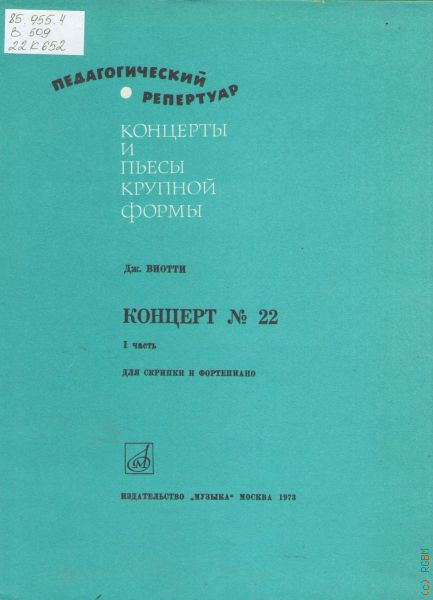 85.955.4
В 509
22 К 652
ПЕДАГОГИЧЕСКИЙ
РЕПЕРТУАР
КОНЦЕРТЫ
И
ПЬЕСЫ
КРУПНОЙ
ФОРМЫ
Дж. ВИОТТИ
КОНЦЕРТ № 22
I часть
ДЛЯ СКРИПКИ И ФОРТЕПИАНО
М
ИЗДАТЕЛЬСТВО „МУЗЫКА“ МОСКВА 1973
(c) РГБМ